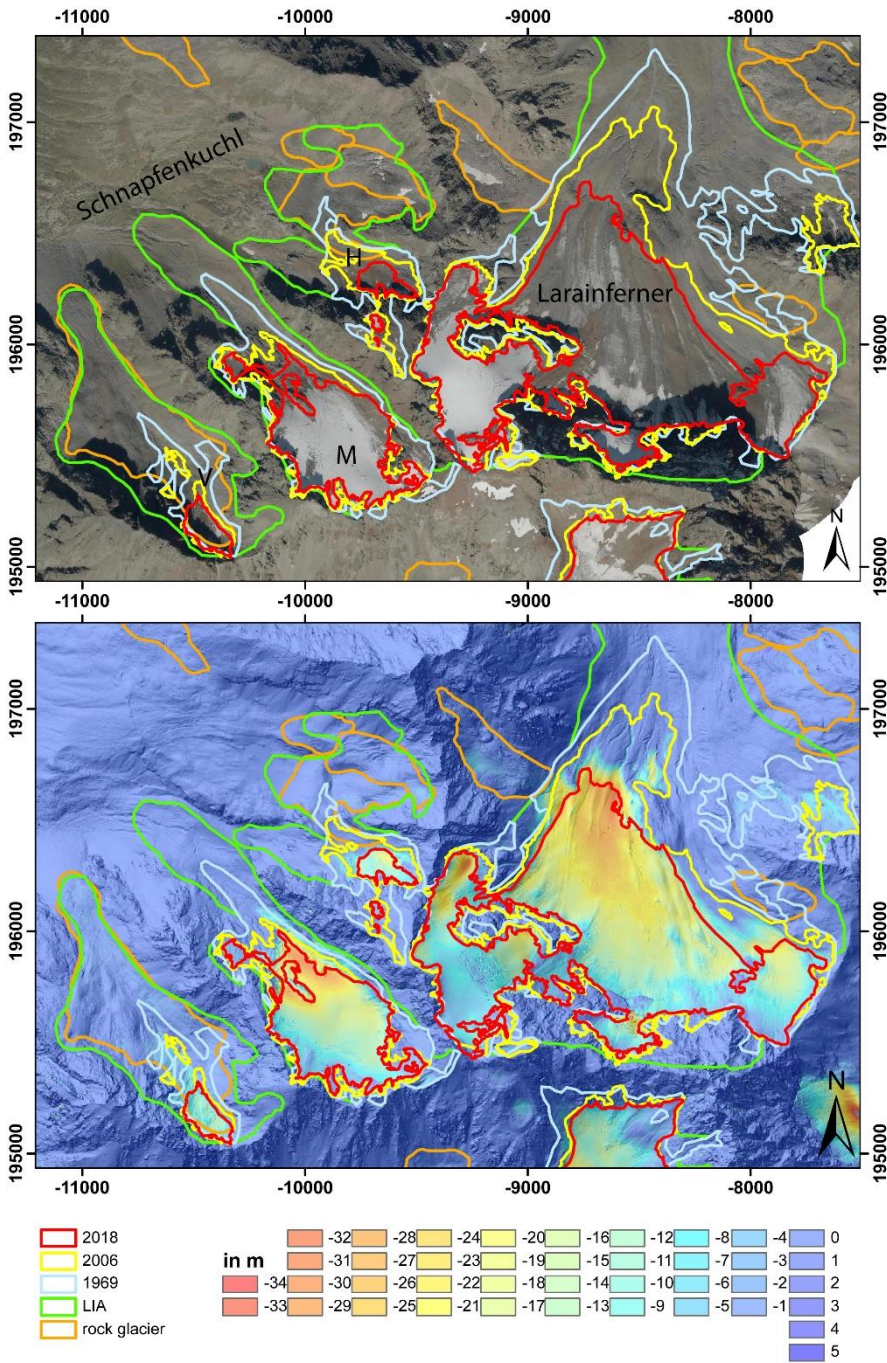 -11000 -10000 -9000 -8000
197000 197000
Schnapfenkuchl
H
Larainferner
196000 196000
M
V
N
195000 195000
-11000 -10000 -9000 -8000
197000 197000
196000 196000
N
195000 195000
-11000 -10000 -9000 -8000
2018 -32 -28 -24 -20 -16 -12 -8 -4 0
2006 in m -31 -27 -23 -19 -15 -11 -7 -3 1
1969 -34 -30 -26 -22 -18 -14 -10 -6 -2 2
LIA -33 -29 -25 -21 -17 -13 -9 -5 -1 3
rock glacier 4
5